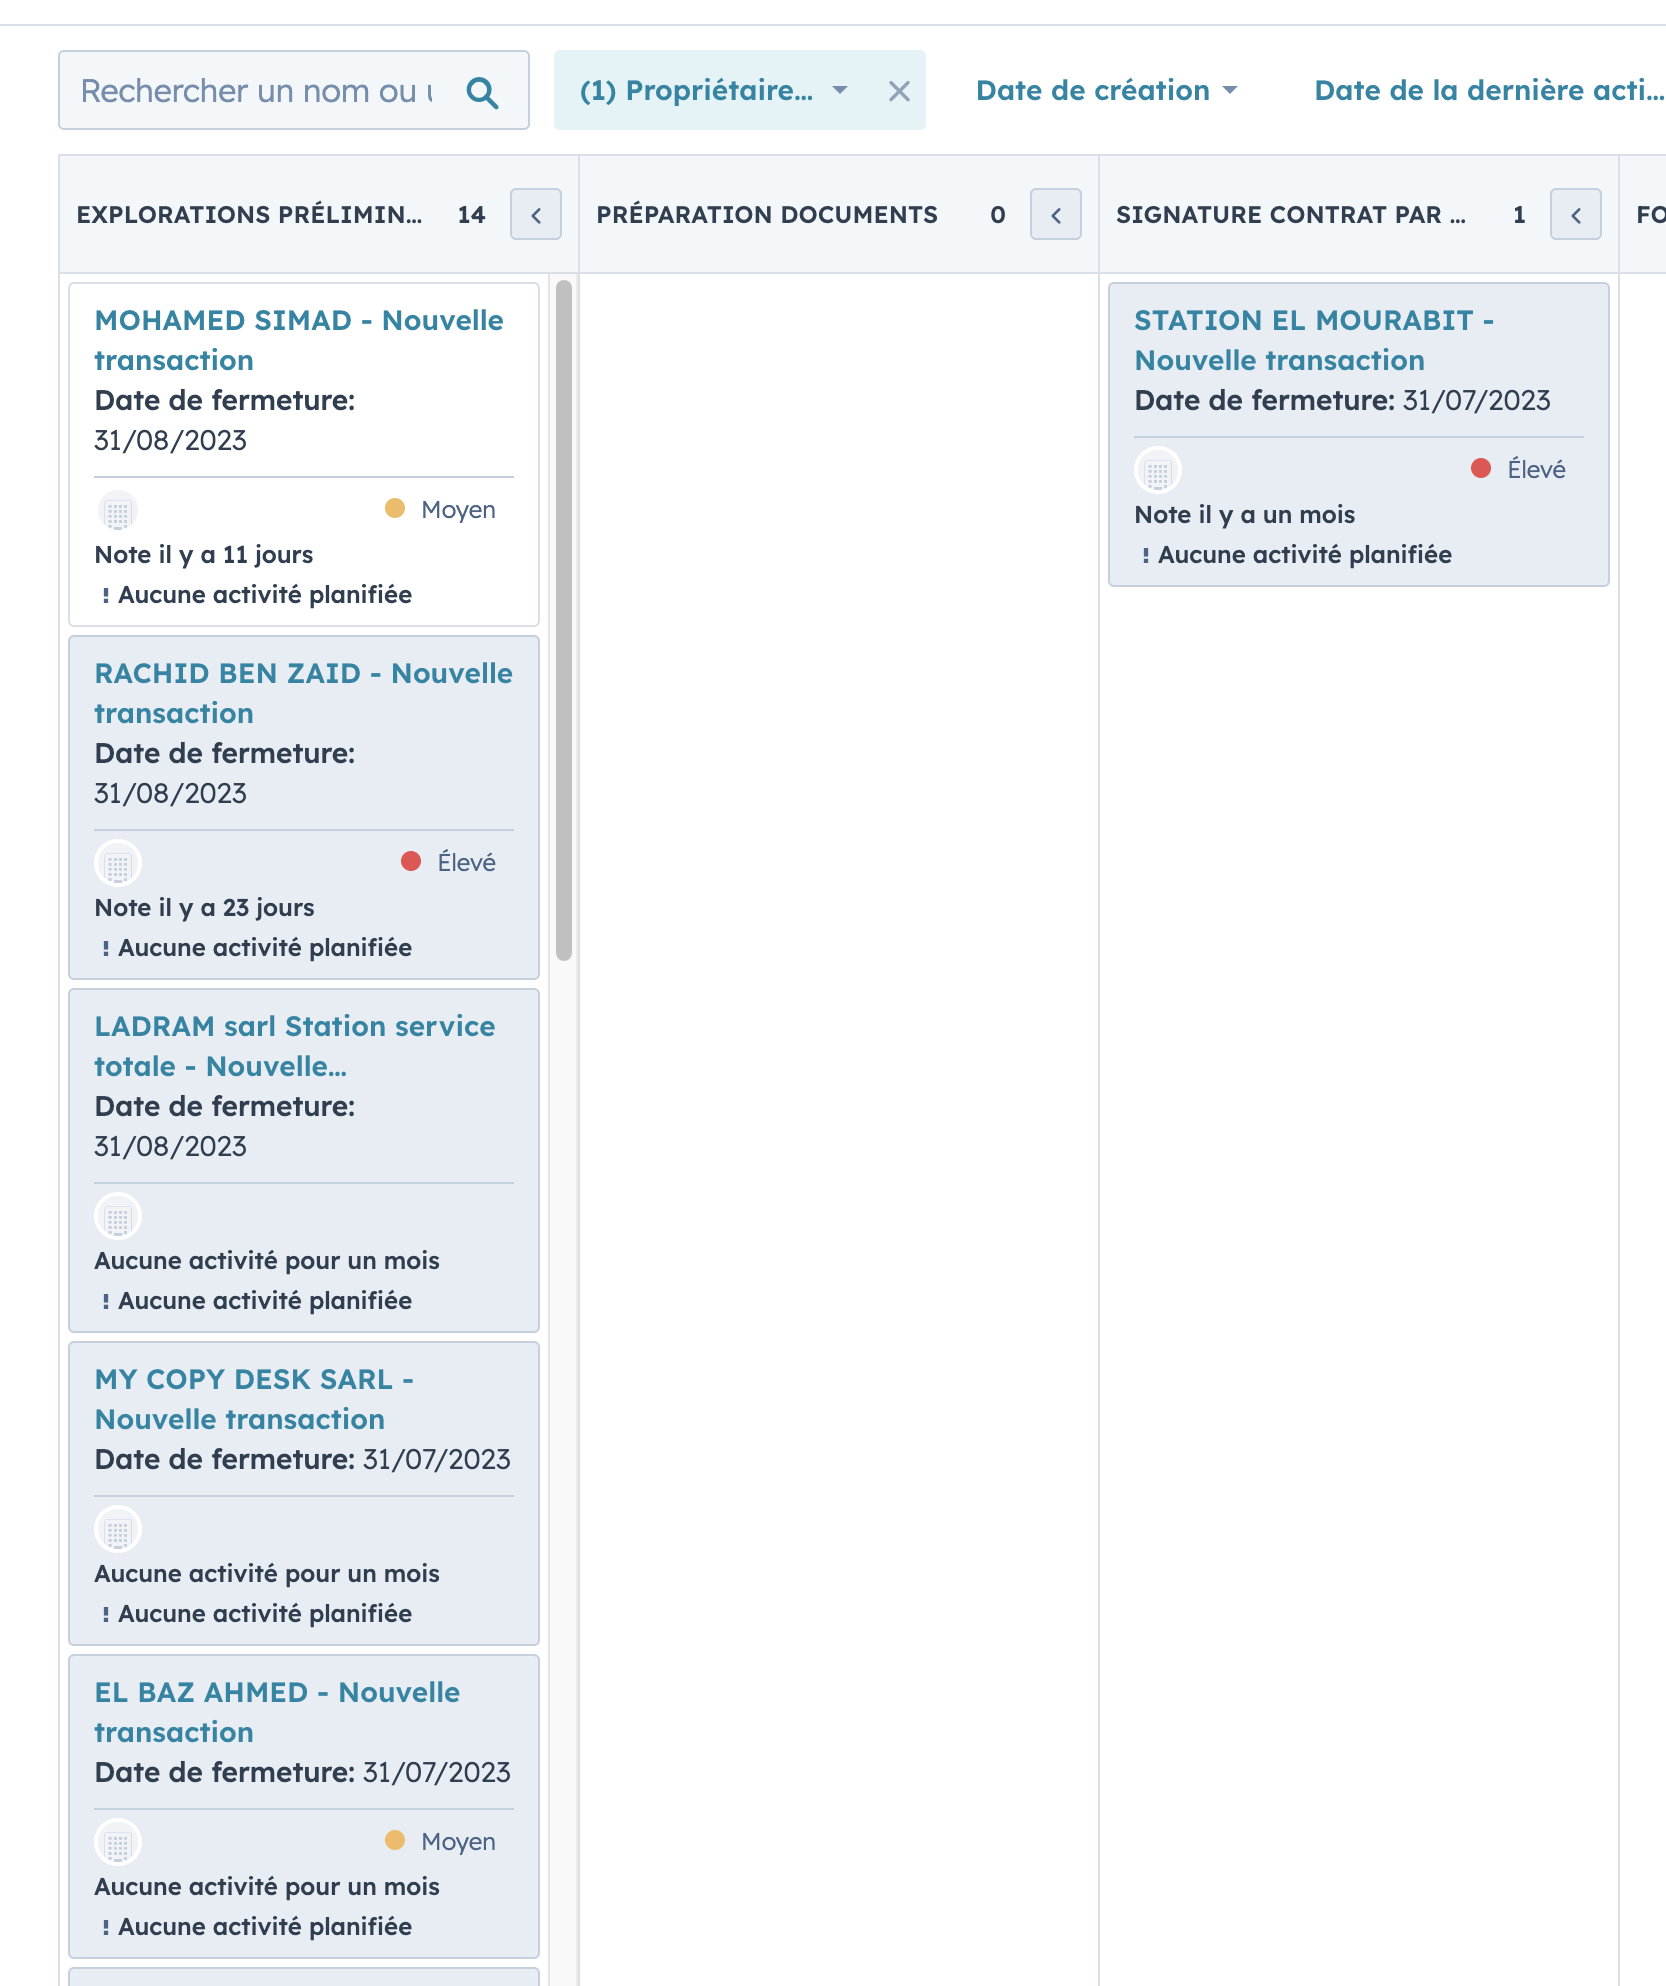 Rechercher un nom ou
(1) Propriétaire...
Date de création
Date de la dernière acti...
EXPLORATIONS PRÉLIMIN... 14
PRÉPARATION DOCUMENTS 0
SIGNATURE CONTRAT PAR ... 1
FO
MOHAMED SIMAD - Nouvelle
transaction
Date de fermeture:
31/08/2023
Moyen
Note il y a 11 jours
! Aucune activité planifiée
RACHID BEN ZAID - Nouvelle
transaction
Date de fermeture:
31/08/2023
Élevé
Note il y a 23 jours
! Aucune activité planifiée
LADRAM sarl Station service
totale - Nouvelle...
Date de fermeture:
31/08/2023
Aucune activité pour un mois
! Aucune activité planifiée
MY COPY DESK SARL -
Nouvelle transaction
Date de fermeture: 31/07/2023
Aucune activité pour un mois
! Aucune activité planifiée
EL BAZ AHMED - Nouvelle
transaction
Date de fermeture: 31/07/2023
Moyen
Aucune activité pour un mois
! Aucune activité planifiée
STATION EL MOURABIT -
Nouvelle transaction
Date de fermeture: 31/07/2023
Élevé
Note il y a un mois
! Aucune activité planifiée